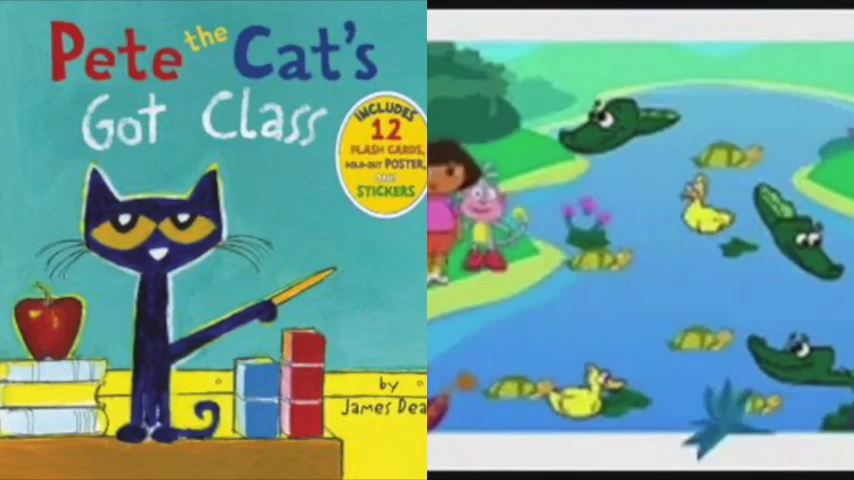 Pete the Cat's
Got Class
INCLUDES
12
FLASH CARDS,
FOLD-OUT POSTER,
AND
STICKERS
by
James Dea